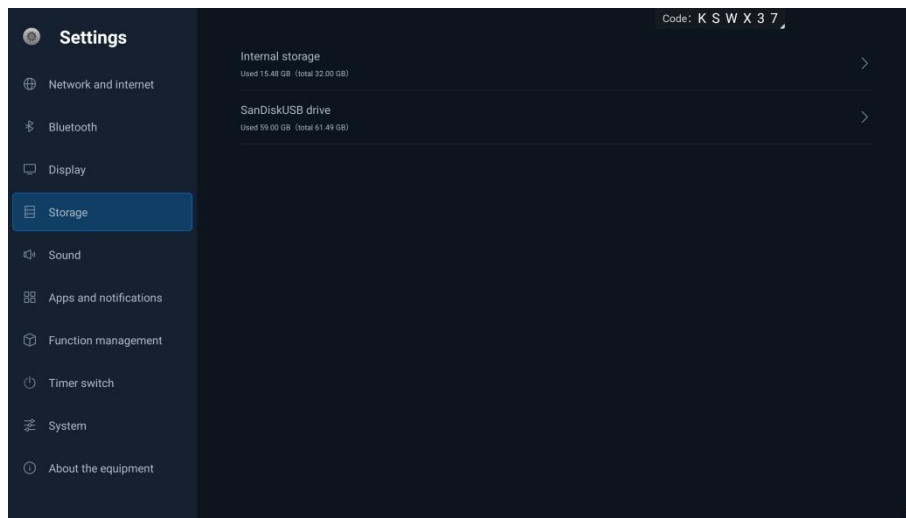 Code: K S W X 3 7
Settings
Internal storage
Used 15.48 GB (total 32.00 GB)
Network and internet
SanDiskUSB drive
Used 59.00 GB (total 61.49 GB)
Bluetooth
Display
Storage
Sound
Apps and notifications
Function management
Timer switch
System
About the equipment